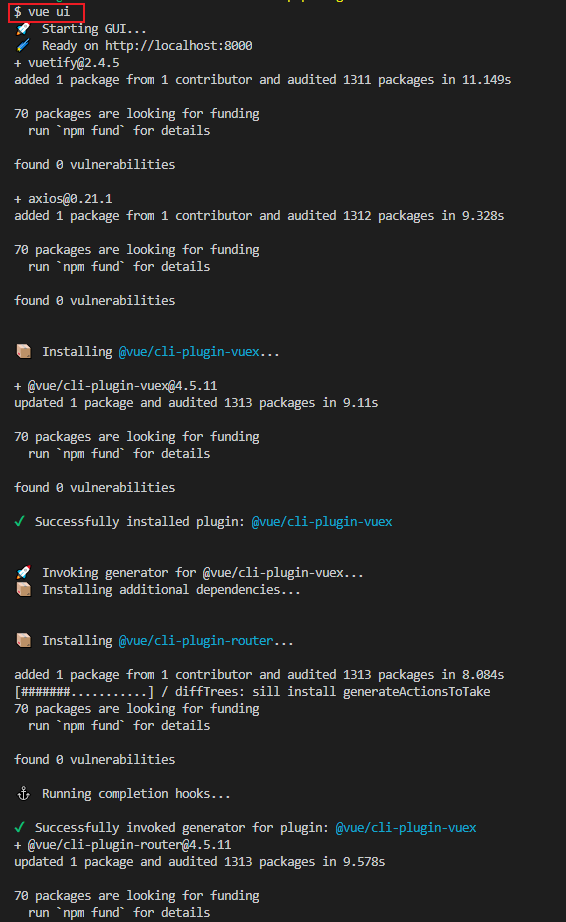 $ vue ui
🚀 Starting GUI...
🌠 Ready on http://localhost:8000
+ vuetify@2.4.5
added 1 package from 1 contributor and audited 1311 packages in 11.149s
70 packages are looking for funding
run `npm fund` for details
found 0 vulnerabilities
+ axios@0.21.1
added 1 package from 1 contributor and audited 1312 packages in 9.328s
70 packages are looking for funding
run `npm fund` for details
found 0 vulnerabilities
📦 Installing @vue/cli-plugin-vuex...
+ @vue/cli-plugin-vuex@4.5.11
updated 1 package and audited 1313 packages in 9.11s
70 packages are looking for funding
run `npm fund` for details
found 0 vulnerabilities
✔ Successfully installed plugin: @vue/cli-plugin-vuex
🚀 Invoking generator for @vue/cli-plugin-vuex...
📦 Installing additional dependencies...
📦 Installing @vue/cli-plugin-router...
added 1 package from 1 contributor and audited 1313 packages in 8.084s
[#######...........] / diffTrees: sill install generateActionsToTake
70 packages are looking for funding
run `npm fund` for details
found 0 vulnerabilities
⚓ Running completion hooks...
✔ Successfully invoked generator for plugin: @vue/cli-plugin-vuex
+ @vue/cli-plugin-router@4.5.11
updated 1 package and audited 1313 packages in 9.578s
70 packages are looking for funding
run `npm fund` for details